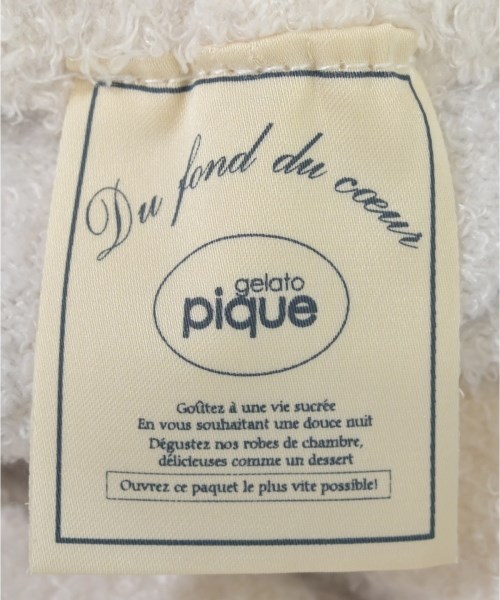 Du fond du cœur
gelato
pique
Goûtez à une vie sucrée
En vous souhaitant une douce nuit
Dégustez nos robes de chambre,
délicieuses comme un dessert
Ouvrez ce paquet le plus vite possible!